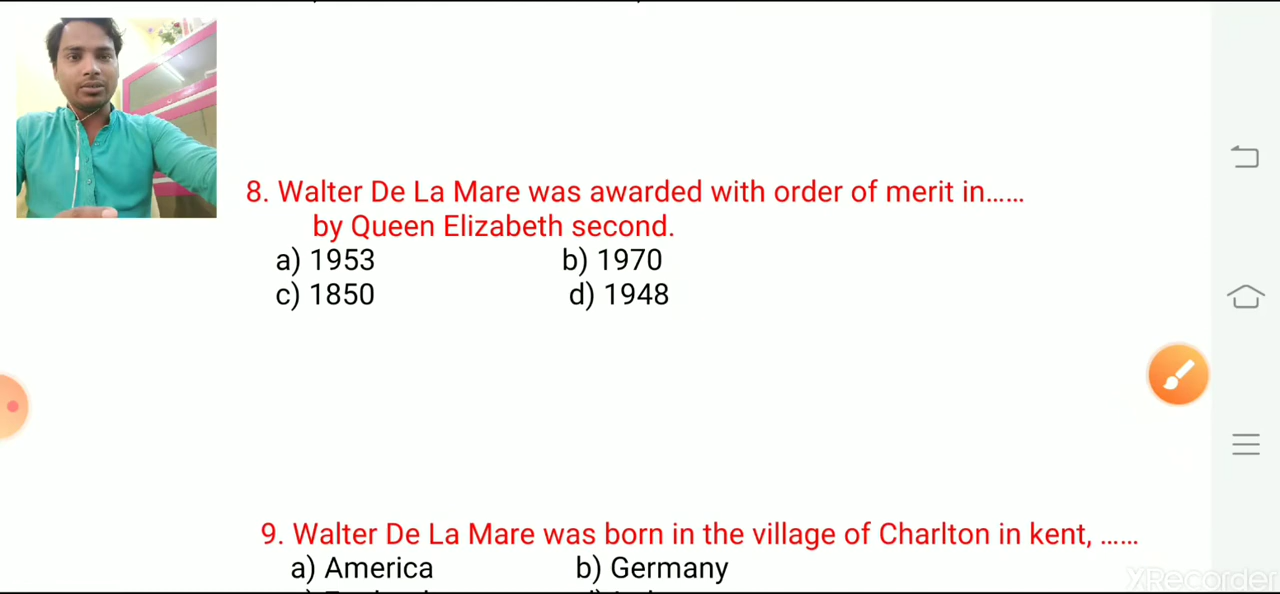 8. Walter De La Mare was awarded with order of merit in......
by Queen Elizabeth second.
a) 1953 b) 1970
c) 1850 d) 1948
9. Walter De La Mare was born in the village of Charlton in kent, ......
a) America b) Germany
XRecorder